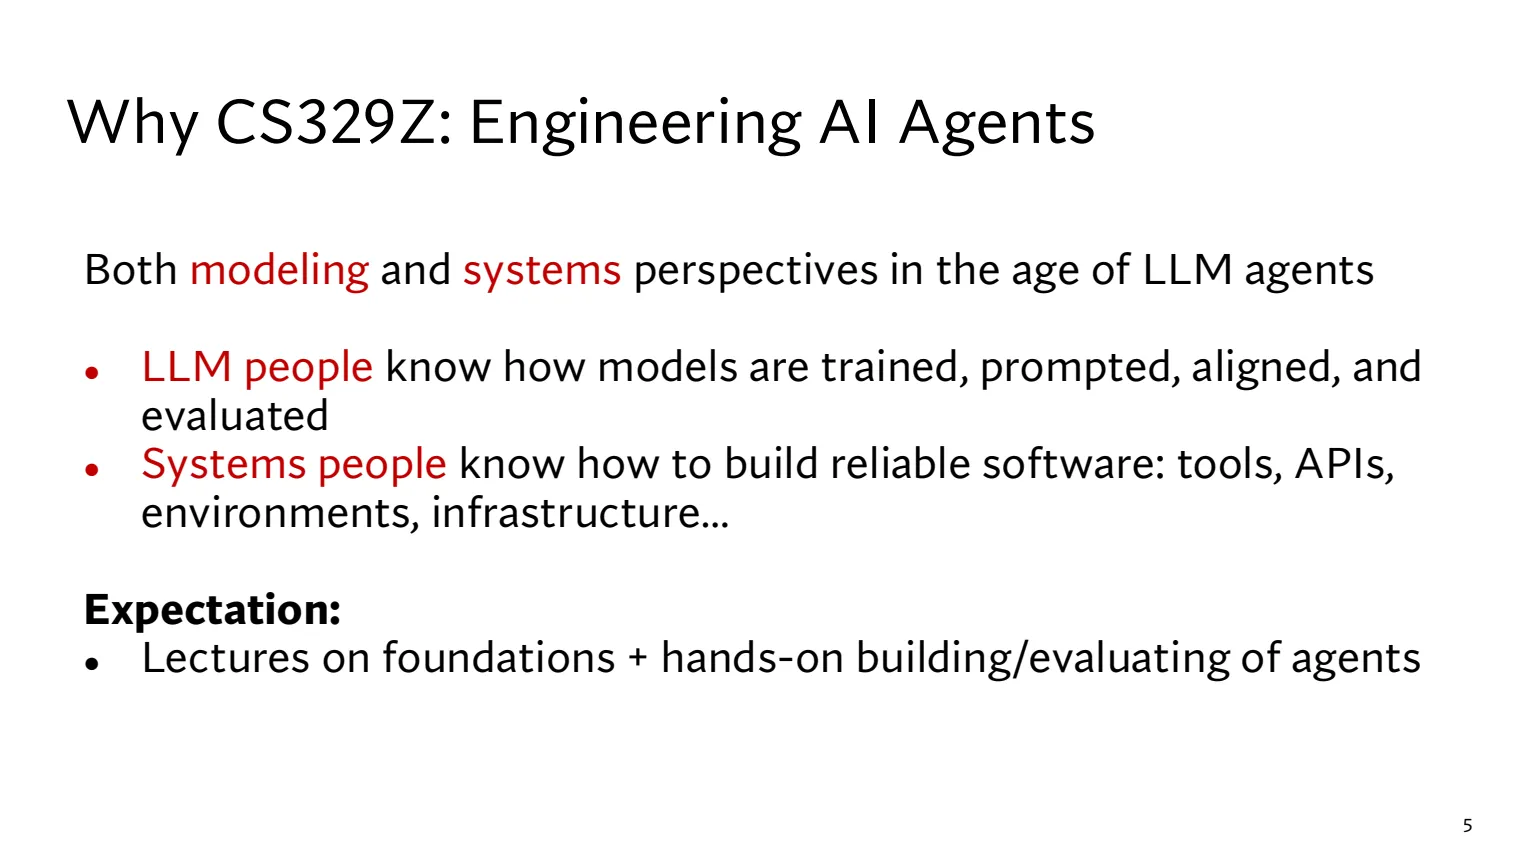 Why CS329Z: Engineering AI Agents
Both modeling and systems perspectives in the age of LLM agents
● LLM people know how models are trained, prompted, aligned, and
evaluated
● Systems people know how to build reliable software: tools, APIs,
environments, infrastructure...
Expectation:
● Lectures on foundations + hands-on building/evaluating of agents
5